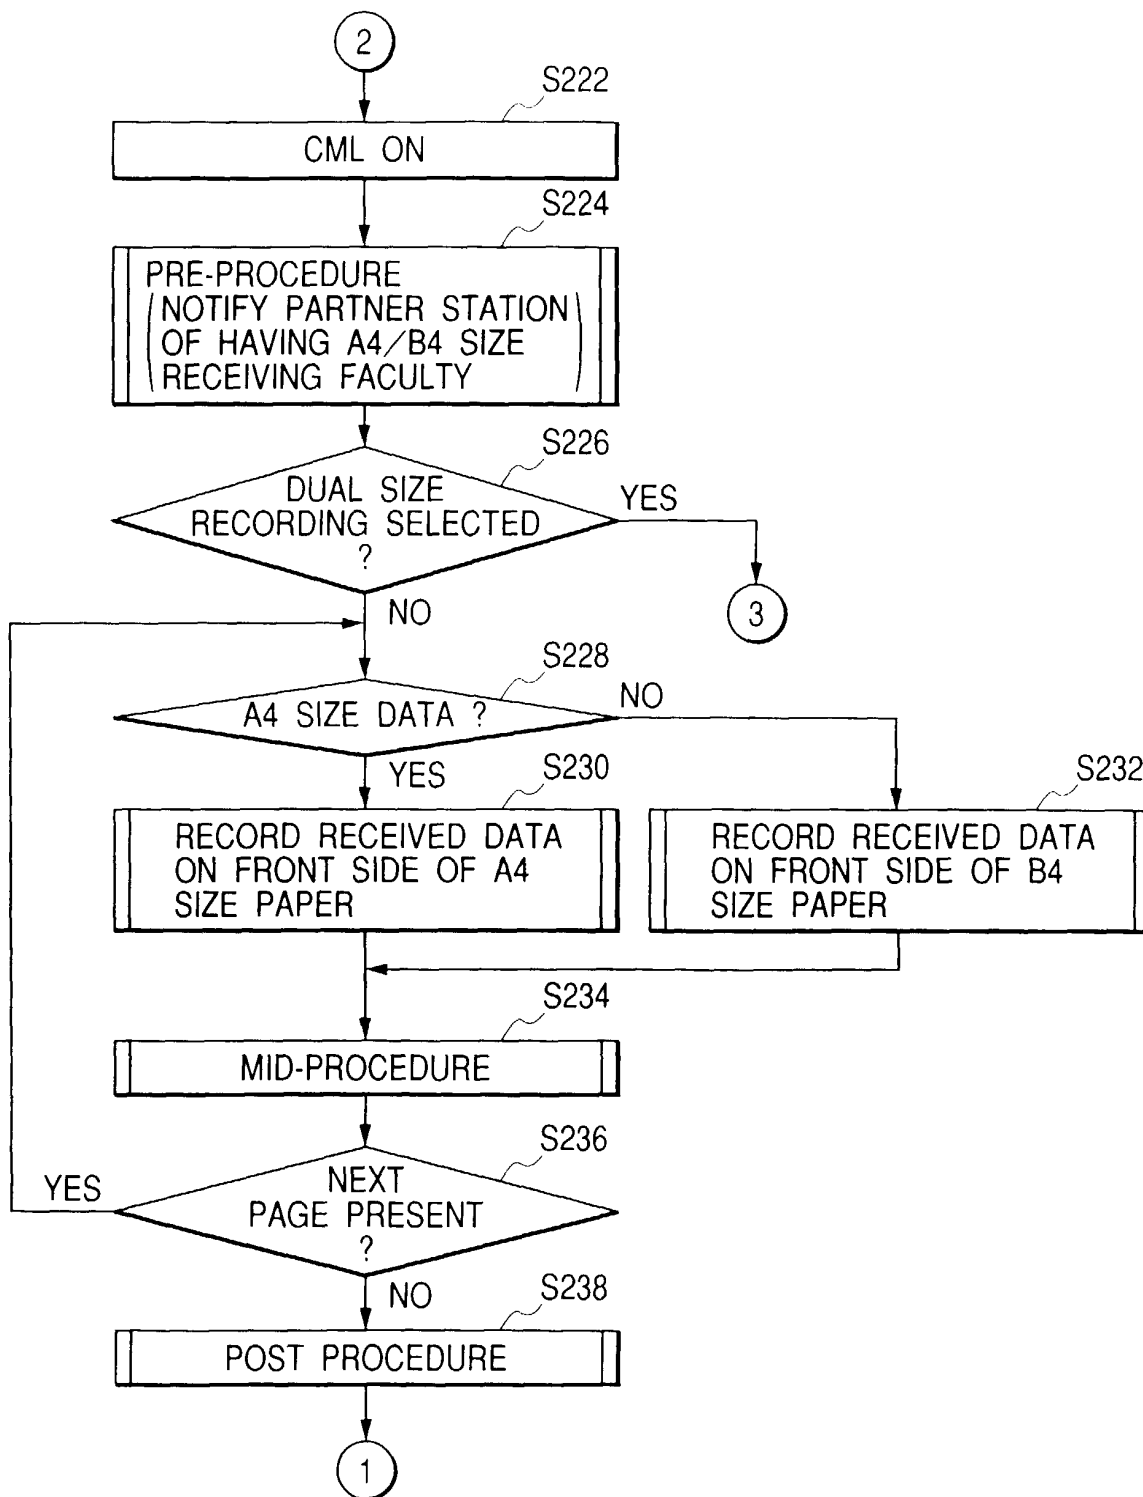 2
S222
CML ON
S224
PRE-PROCEDURE
(NOTIFY PARTNER STATION
OF HAVING A4/B4 SIZE
RECEIVING FACULTY)
S226
DUAL SIZE
RECORDING SELECTED
?
YES
3
NO
S228
A4 SIZE DATA ?
NO
YES
S230
RECORD RECEIVED DATA
ON FRONT SIDE OF A4
SIZE PAPER
S232
RECORD RECEIVED DATA
ON FRONT SIDE OF B4
SIZE PAPER
S234
MID-PROCEDURE
S236
NEXT
PAGE PRESENT
?
YES
NO
S238
POST PROCEDURE
1